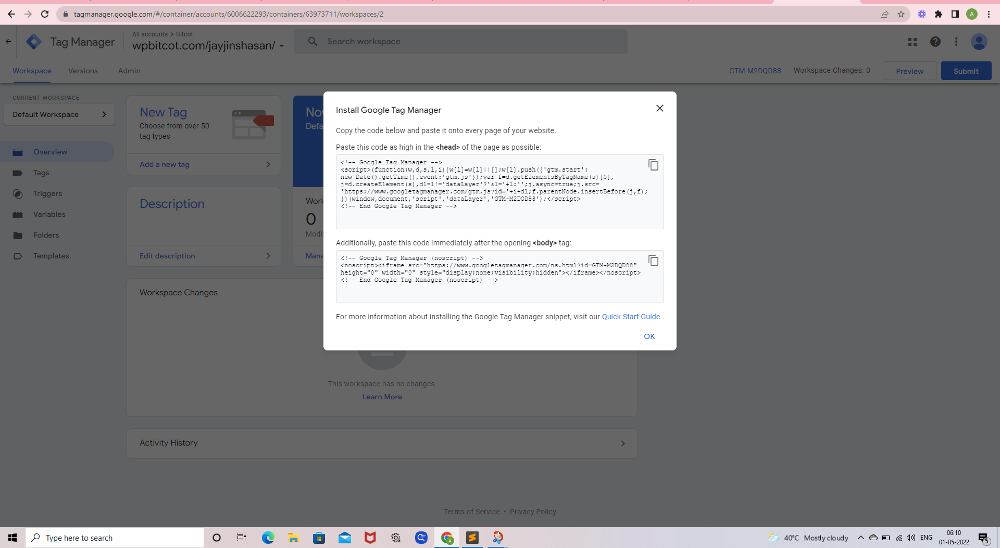 tagmanager.google.com/#/container/accounts/6006622293/containers/63973711/workspaces/2
A
Tag Manager
All accounts > Bitcot
wpbitcot.com/jayjinshasan/
Search workspace
Workspace
Versions
Admin
GTM-M2DQD88
Workspace Changes: 0
Preview
Submit
CURRENT WORKSPACE
Default Workspace
Overview
Tags
Triggers
Variables
Folders
Templates
New Tag
Choose from over 50
tag types
Add a new tag
Description
Edit description
Defa
Work
0
Modi
Mana
Install Google Tag Manager
Copy the code below and paste it onto every page of your website.
Paste this code as high in the <head> of the page as possible:
<!-- Google Tag Manager -->
<script>(function(w,d,s,l,i){w[l]=w[l]||[];w[l].push({'gtm.start':
new Date().getTime(),event:'gtm.js'});var f=d.getElementsByTagName(s)[0],
j=d.createElement(s),dl=l!='dataLayer'?'&l='+l:'';j.async=true;j.src=
'https://www.googletagmanager.com/gtm.js?id='+i+dl;f.parentNode.insertBefore(j,f);
})(window,document,'script','dataLayer','GTM-M2DQD88');</script>
<!-- End Google Tag Manager -->
Additionally, paste this code immediately after the opening <body> tag:
<!-- Google Tag Manager (noscript) -->
<noscript><iframe src="https://www.googletagmanager.com/ns.html?id=GTM-M2DQD88"
height="0" width="0" style="display:none;visibility:hidden"></iframe></noscript>
<!-- End Google Tag Manager (noscript) -->
For more information about installing the Google Tag Manager snippet, visit our Quick Start Guide .
OK
Workspace Changes
This workspace has no changes.
Learn More
Activity History
Terms of Service • Privacy Policy
Type here to search
A
40°C Mostly cloudy
ENG
06:10
01-05-2022
5